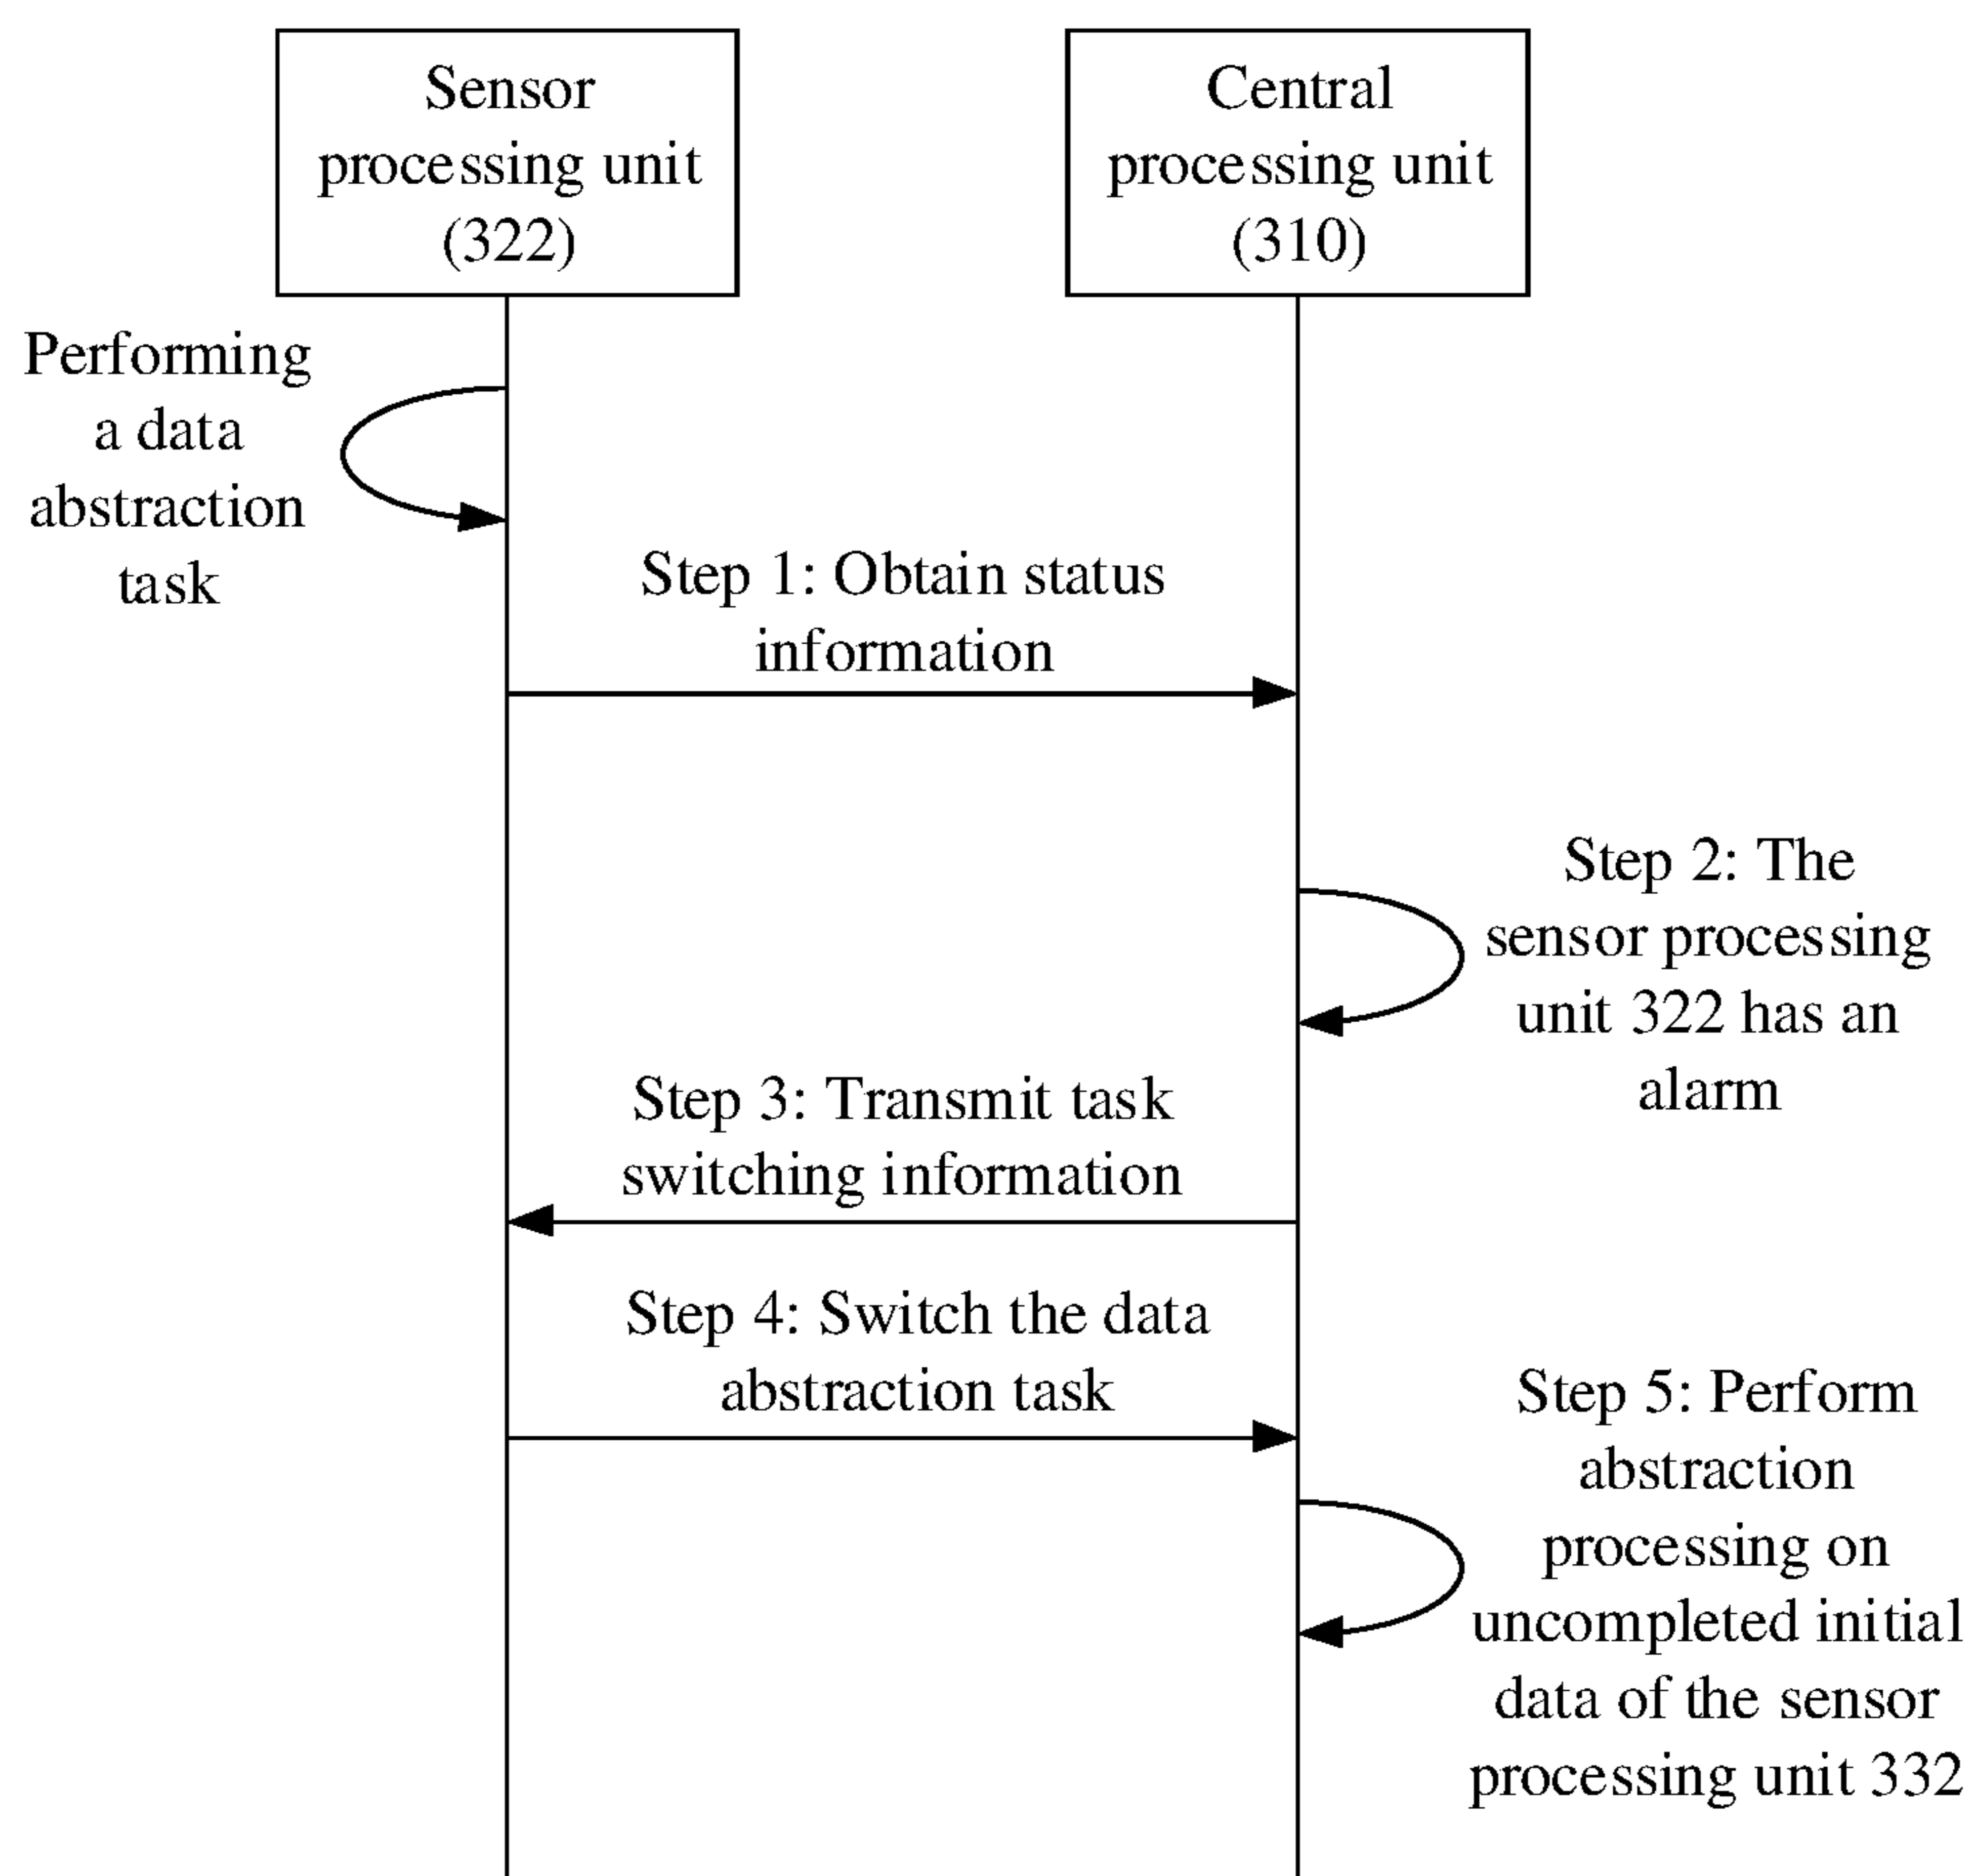 Sensor
processing unit
(322)
Central
processing unit
(310)
Performing
a data
abstraction
task
Step 1: Obtain status
information
Step 2: The
sensor processing
unit 322 has an
alarm
Step 3: Transmit task
switching information
Step 4: Switch the data
abstraction task
Step 5: Perform
abstraction
processing on
uncompleted initial
data of the sensor
processing unit 332